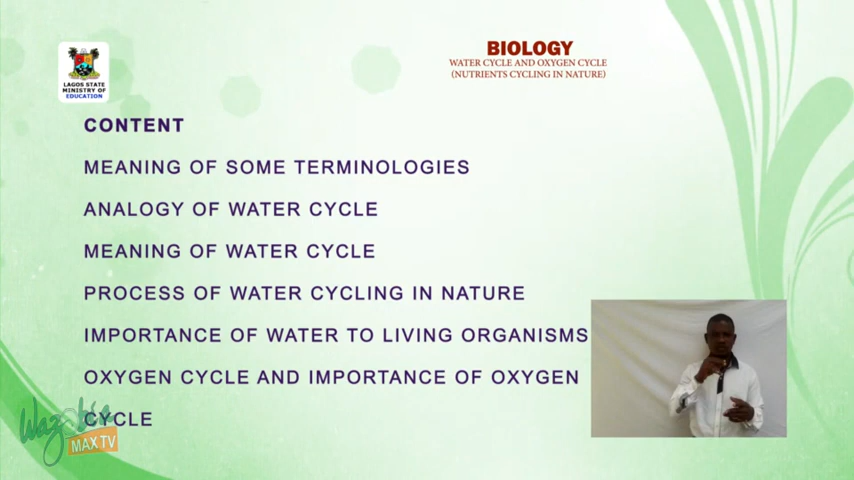 BIOLOGY
WATER CYCLE AND OXYGEN CYCLE
(NUTRIENTS CYCLING IN NATURE)
LAGOS STATE
MINISTRY OF
EDUCATION
CONTENT
MEANING OF SOME TERMINOLOGIES
ANALOGY OF WATER CYCLE
MEANING OF WATER CYCLE
PROCESS OF WATER CYCLING IN NATURE
IMPORTANCE OF WATER TO LIVING ORGANISMS
OXYGEN CYCLE AND IMPORTANCE OF OXYGEN
CYCLE
Wazobia
MAX TV